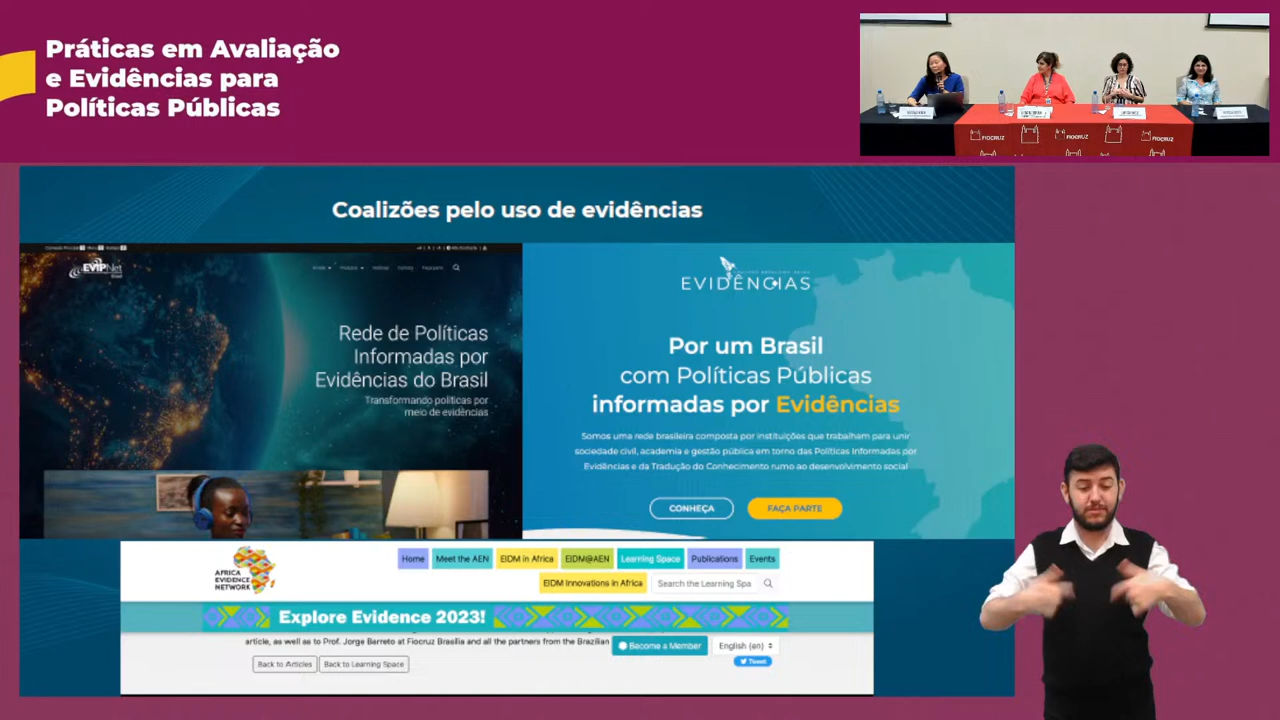 Práticas em Avaliação
e Evidências para
Políticas Públicas
FIOCRUZ
FIOCRUZ
FIOCRUZ
Coalizões pelo uso de evidências
EVIPNet
Rede de Políticas
Informadas por
Evidências do Brasil
Transformando políticas por
meio de evidências
EVIDÊNCIAS
Por um Brasil
com Políticas Públicas
informadas por Evidências
Somos uma rede brasileira composta por instituições que trabalham para unir
sociedade civil, academia e gestão pública em torno das Políticas Informadas por
Evidências e da Tradução do Conhecimento rumo ao desenvolvimento social
CONHEÇA
FAÇA PARTE
AFRICA
EVIDENCE
NETWORK
Home
Meet the AEN
EIDM in Africa
EIDM@AEN
Learning Space
Publications
Events
EIDM Innovations in Africa
Search the Learning Spa
Explore Evidence 2023!
article, as well as to Prof. Jorge Barreto at Fiocruz Brasília and all the partners from the Brazilian
Become a Member
English (en)
Back to Articles
Back to Learning Space
Tweet